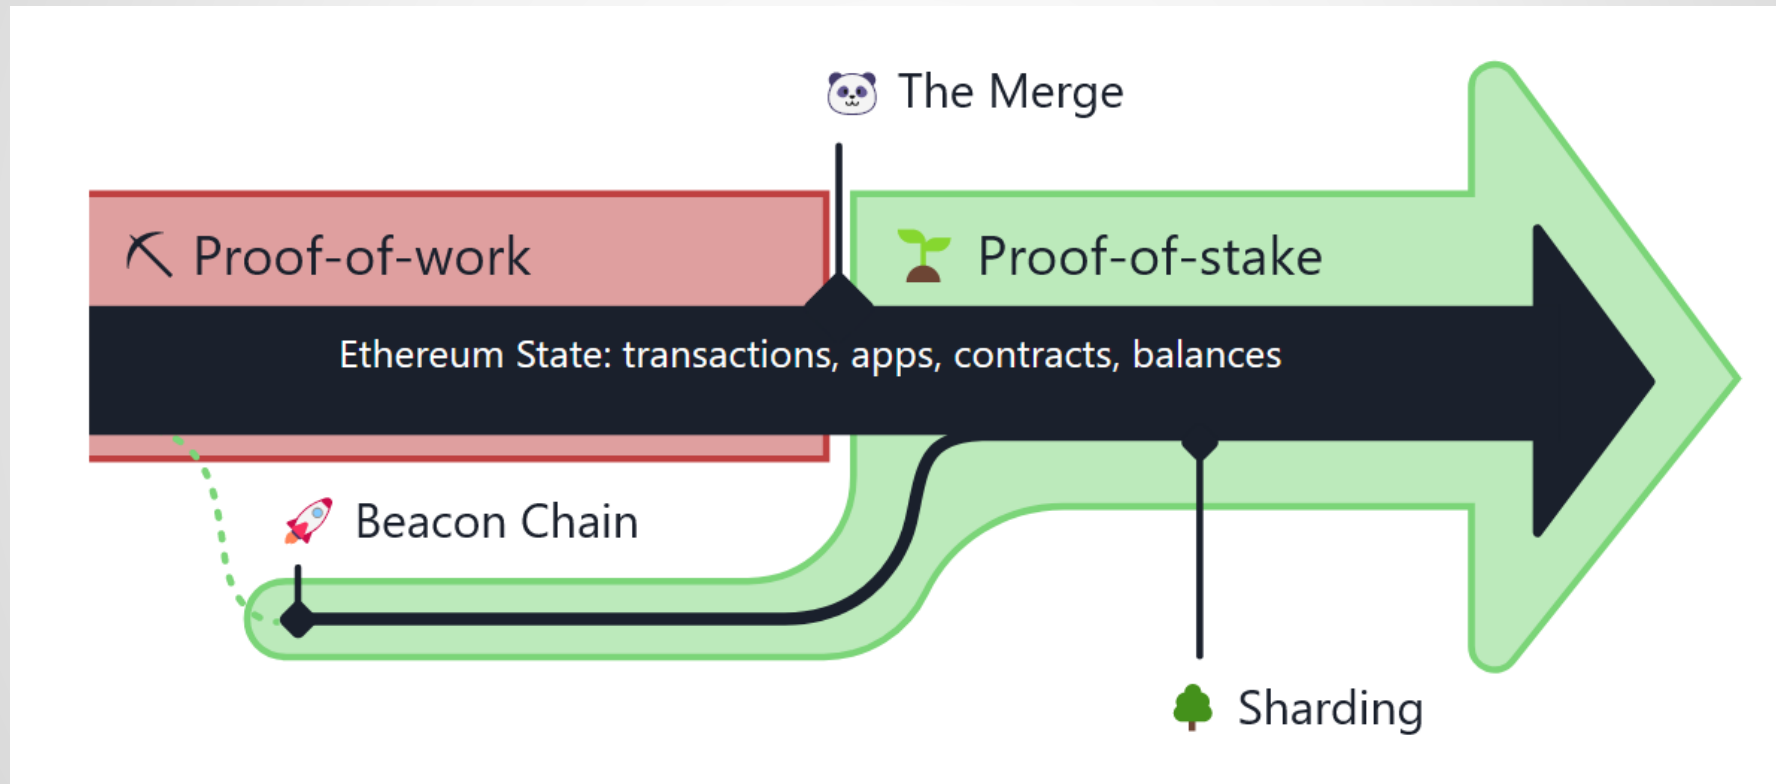 The Merge
Proof-of-work
Proof-of-stake
Ethereum State: transactions, apps, contracts, balances
Beacon Chain
Sharding